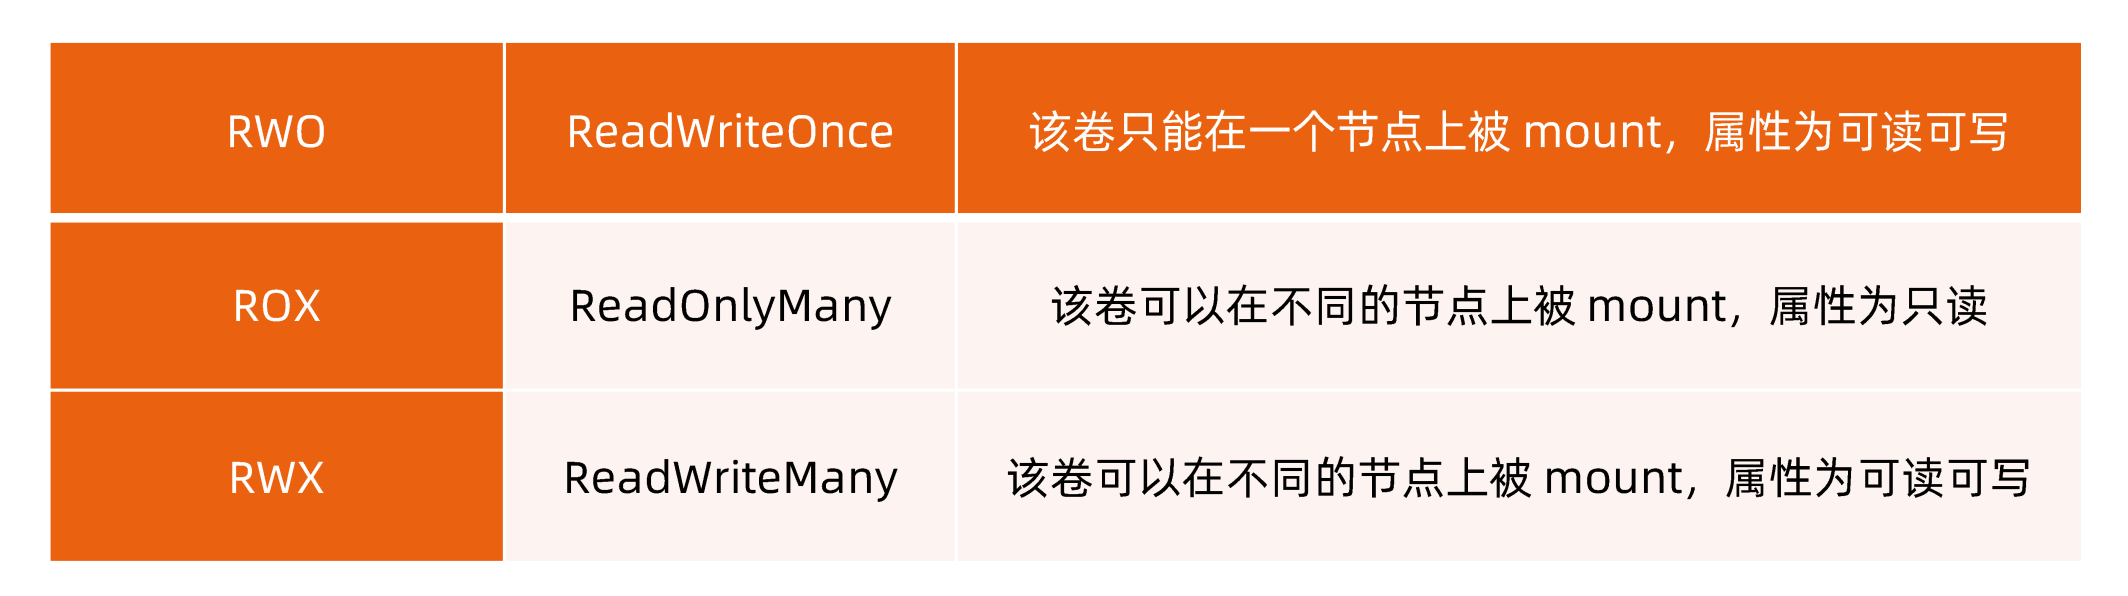 RWO ReadWriteOnce 该卷只能在一个节点上被 mount，属性为可读可写
ROX ReadOnlyMany 该卷可以在不同的节点上被 mount，属性为只读
RWX ReadWriteMany 该卷可以在不同的节点上被 mount，属性为可读可写